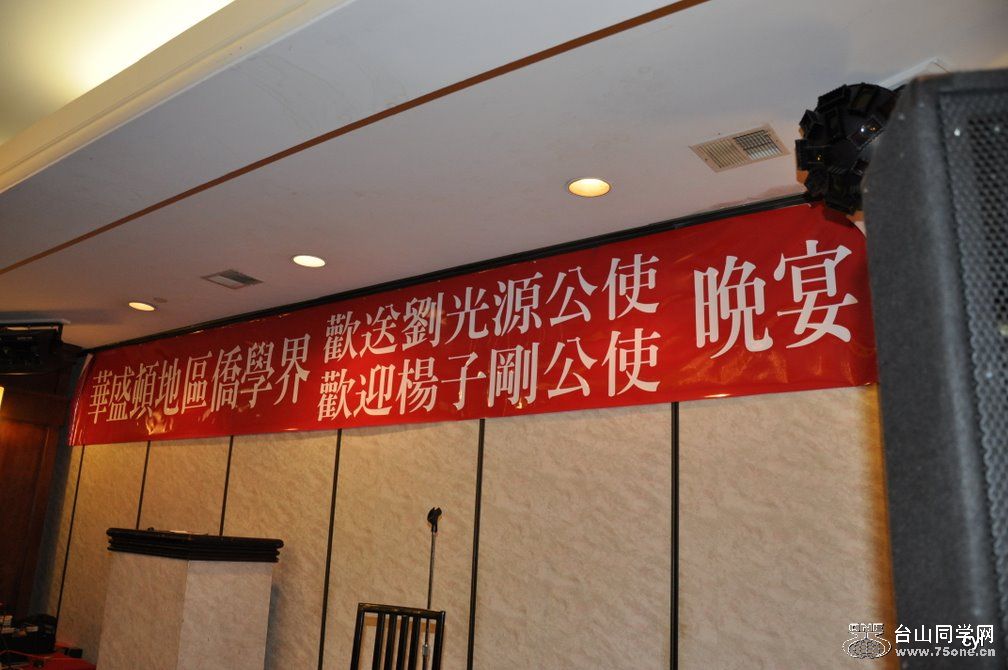 華盛頓地區僑學界
歡送劉光源公使
歡迎楊子剛公使
晚宴
台山同学网
www.75one.cn
cyl